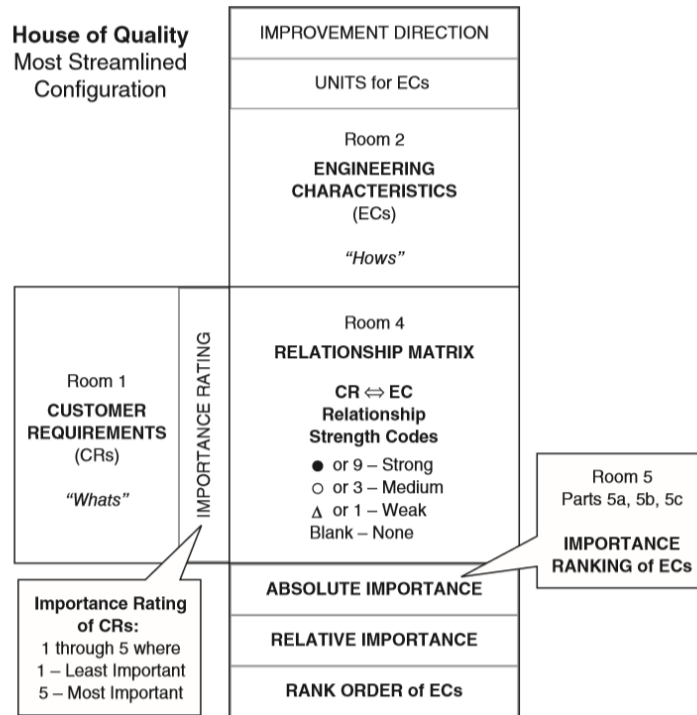 House of Quality
Most Streamlined
Configuration
IMPROVEMENT DIRECTION
UNITS for ECs
Room 2
ENGINEERING
CHARACTERISTICS
(ECs)
"Hows"
Room 1
CUSTOMER
REQUIREMENTS
(CRs)
"Whats"
IMPORTANCE RATING
Room 4
RELATIONSHIP MATRIX
CR ⇔ EC
Relationship
Strength Codes
● or 9 – Strong
○ or 3 – Medium
△ or 1 – Weak
Blank – None
Room 5
Parts 5a, 5b, 5c
IMPORTANCE
RANKING of ECs
Importance Rating
of CRs:
1 through 5 where
1 – Least Important
5 – Most Important
ABSOLUTE IMPORTANCE
RELATIVE IMPORTANCE
RANK ORDER of ECs